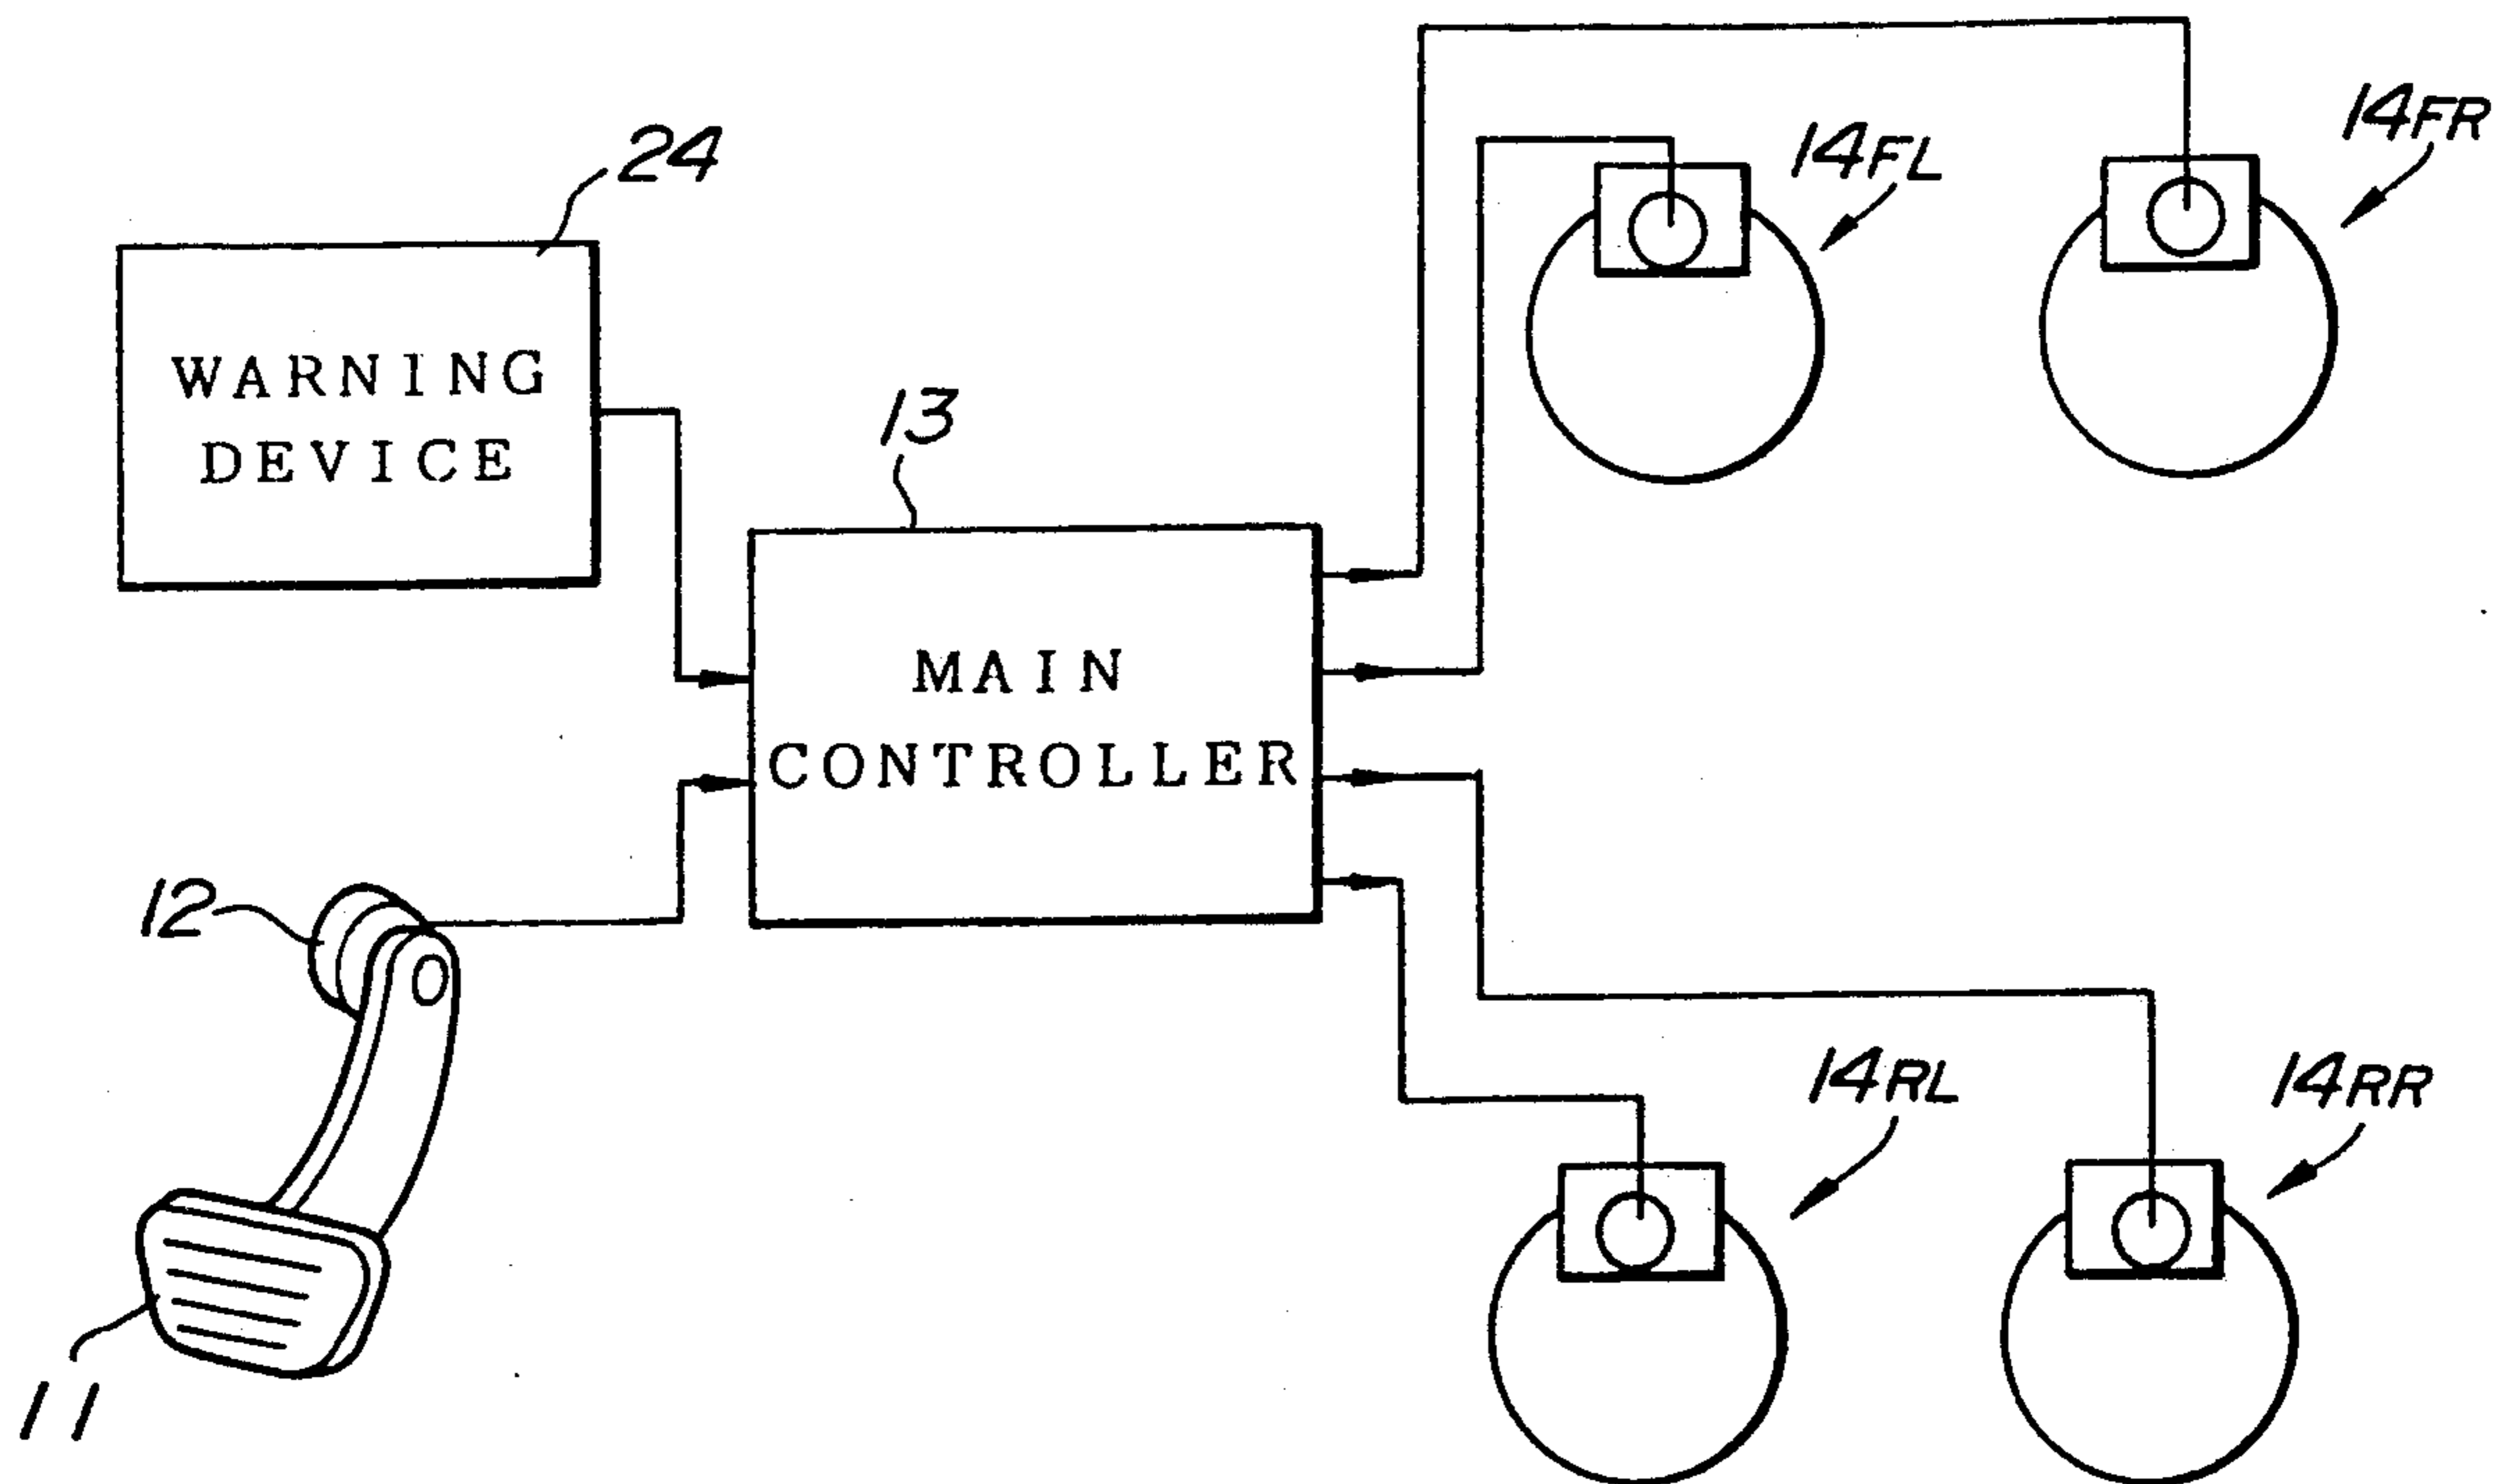 24
14FL
14FR
WARNING
DEVICE
13
MAIN
CONTROLLER
12
14RL
14RR
11